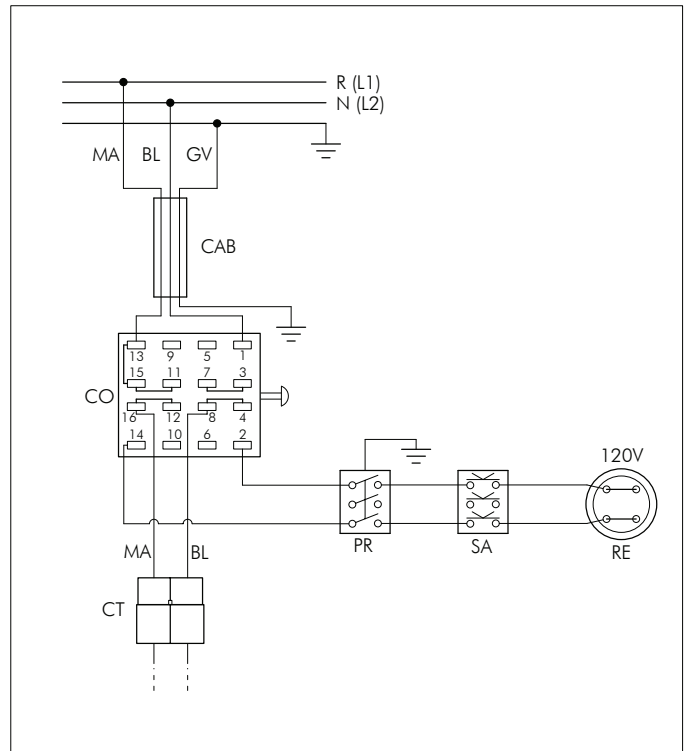 R (L1)
N (L2)
MA BL GV
CAB
13 9 5 1
15 11 7 3
CO
16 12 8 4
14 10 6 2
120V
PR SA RE
MA BL
CT